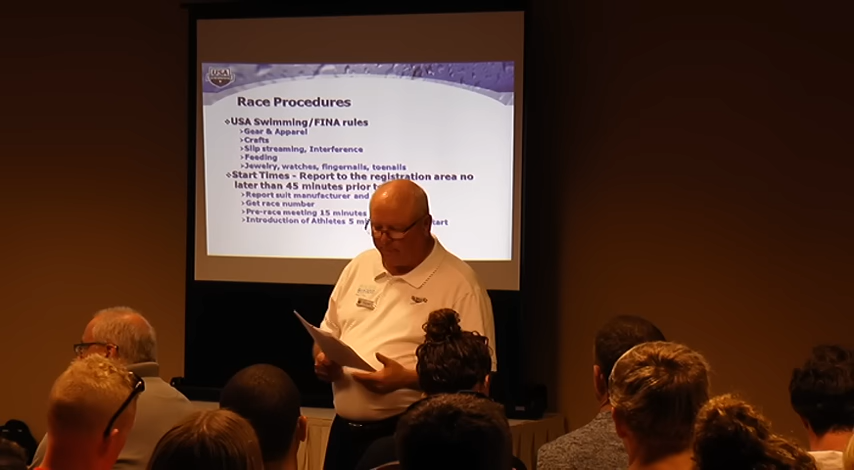 USA
Race Procedures
USA Swimming/FINA rules
Gear & Apparel
Crafts
Slip streaming, Interference
Feeding
Jewelry, watches, fingernails, toenails
Start Times - Report to the registration area no
later than 45 minutes prior
Report suit manufacturer and
Get race number
Pre-race meeting 15 minutes
Introduction of Athletes 5